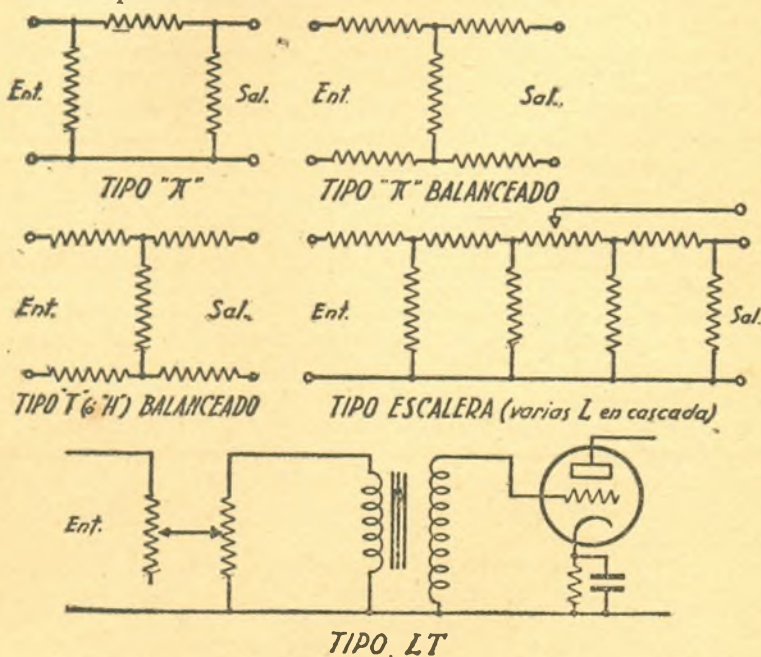 Ent.
Sal.
TIPO "π"
Ent.
Sal.
TIPO "π" BALANCEADO
Ent.
Sal.
TIPO "T" (ó "H") BALANCEADO
Ent.
Sal.
TIPO ESCALERA (varias L en cascada)
Ent.
TIPO LT